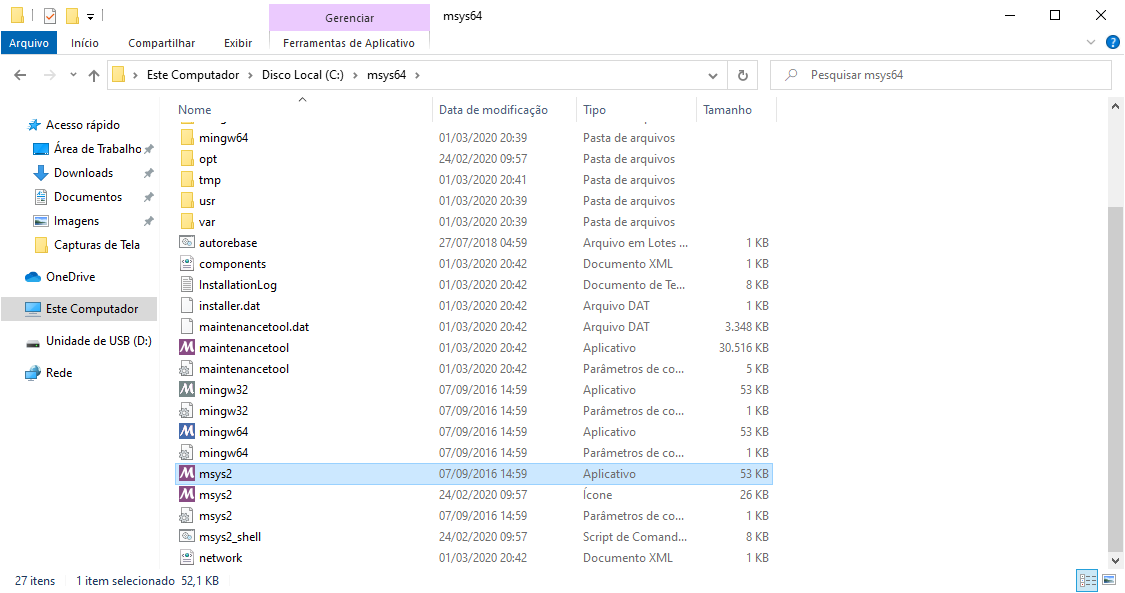 Gerenciar
msys64
Arquivo
Início
Compartilhar
Exibir
Ferramentas de Aplicativo
Este Computador > Disco Local (C:) > msys64 >
Pesquisar msys64
Acesso rápido
Área de Trabalho
Downloads
Documentos
Imagens
Capturas de Tela
OneDrive
Este Computador
Unidade de USB (D:)
Rede
Nome Data de modificação Tipo Tamanho
mingw64 01/03/2020 20:39 Pasta de arquivos
opt 24/02/2020 09:57 Pasta de arquivos
tmp 01/03/2020 20:41 Pasta de arquivos
usr 01/03/2020 20:39 Pasta de arquivos
var 01/03/2020 20:39 Pasta de arquivos
autorebase 27/07/2018 04:59 Arquivo em Lotes ... 1 KB
components 01/03/2020 20:42 Documento XML 1 KB
InstallationLog 01/03/2020 20:42 Documento de Te... 8 KB
installer.dat 01/03/2020 20:42 Arquivo DAT 1 KB
maintenancetool.dat 01/03/2020 20:42 Arquivo DAT 3.348 KB
maintenancetool 01/03/2020 20:42 Aplicativo 30.516 KB
maintenancetool 01/03/2020 20:42 Parâmetros de co... 5 KB
mingw32 07/09/2016 14:59 Aplicativo 53 KB
mingw32 07/09/2016 14:59 Parâmetros de co... 1 KB
mingw64 07/09/2016 14:59 Aplicativo 53 KB
mingw64 07/09/2016 14:59 Parâmetros de co... 1 KB
msys2 07/09/2016 14:59 Aplicativo 53 KB
msys2 24/02/2020 09:57 Ícone 26 KB
msys2 07/09/2016 14:59 Parâmetros de co... 1 KB
msys2_shell 24/02/2020 09:57 Script de Comand... 8 KB
network 01/03/2020 20:42 Documento XML 1 KB
27 itens 1 item selecionado 52,1 KB